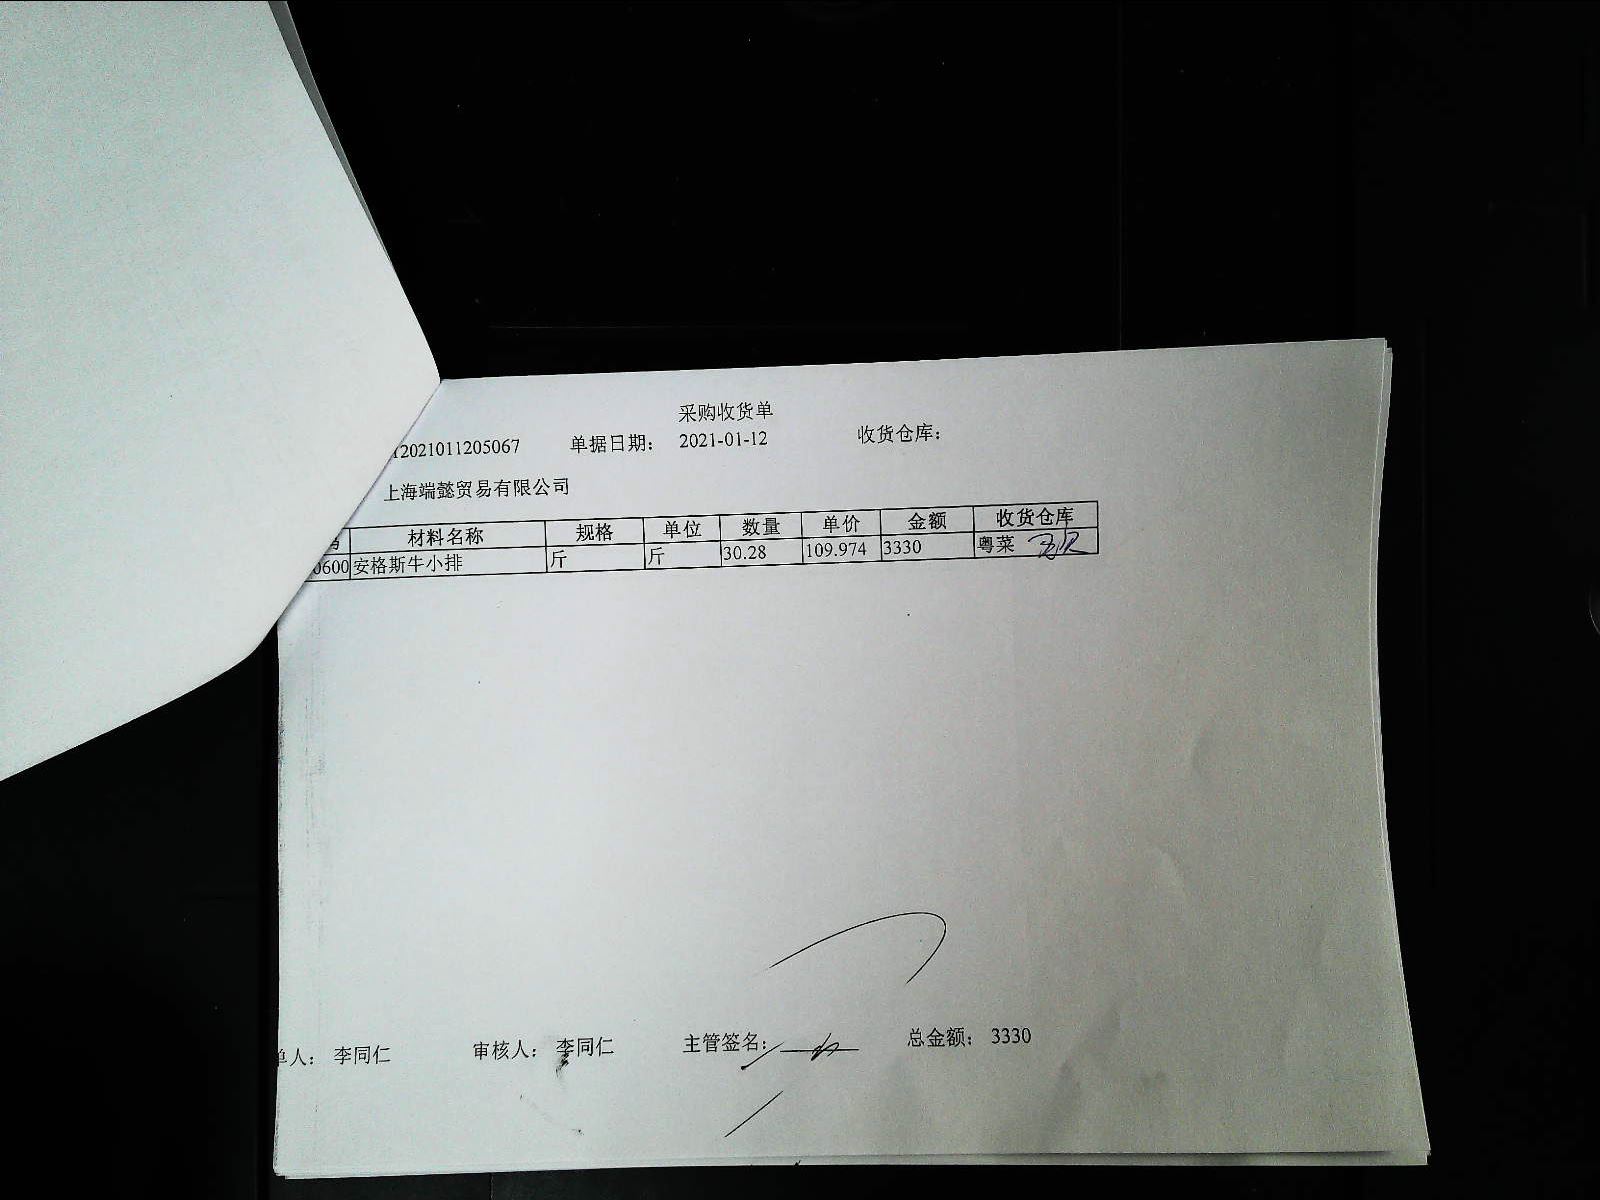 采购收货单
12021011205067 单据日期： 2021-01-12 收货仓库：
上海端懿贸易有限公司
材料名称 规格 单位 数量 单价 金额 收货仓库
0600 安格斯牛小排 斤 斤 30.28 109.974 3330 粤菜
单人： 李同仁 审核人： 李同仁 主管签名： 总金额： 3330